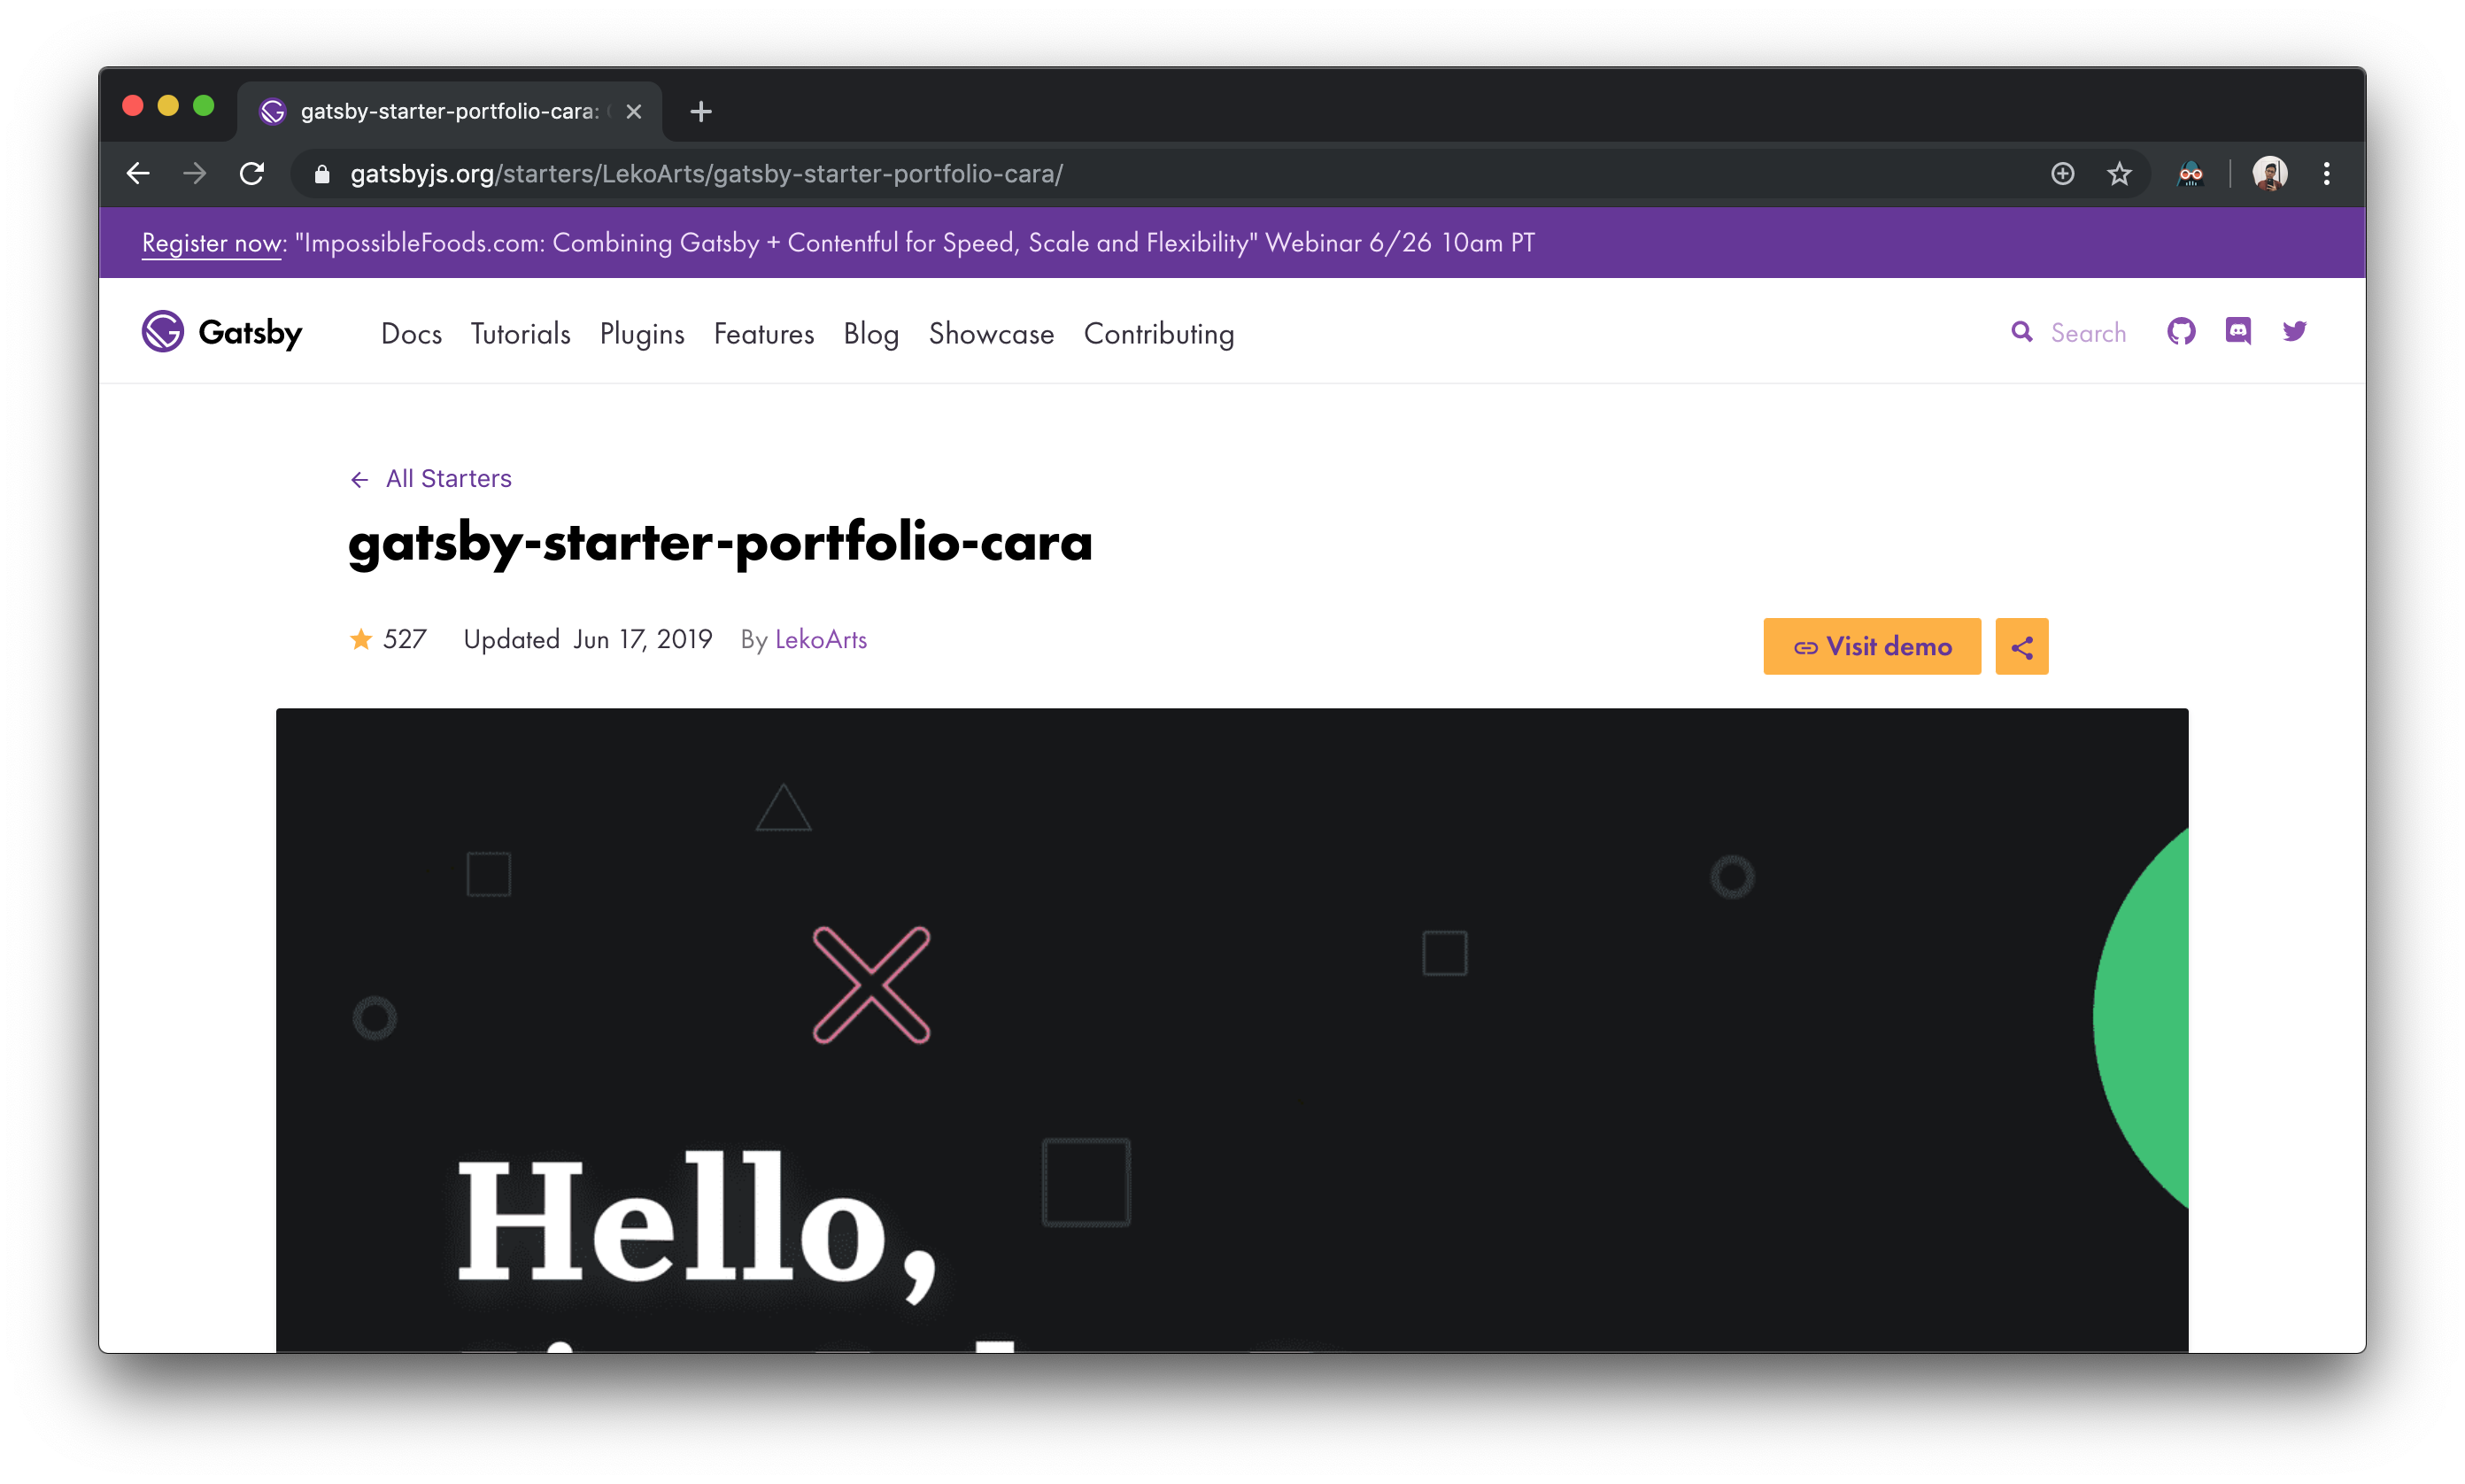 gatsby-starter-portfolio-cara:
gatsbyjs.org/starters/LekoArts/gatsby-starter-portfolio-cara/
Register now: "ImpossibleFoods.com: Combining Gatsby + Contentful for Speed, Scale and Flexibility" Webinar 6/26 10am PT
Gatsby Docs Tutorials Plugins Features Blog Showcase Contributing Search
All Starters
gatsby-starter-portfolio-cara
527 Updated Jun 17, 2019 By LekoArts Visit demo
Hello,